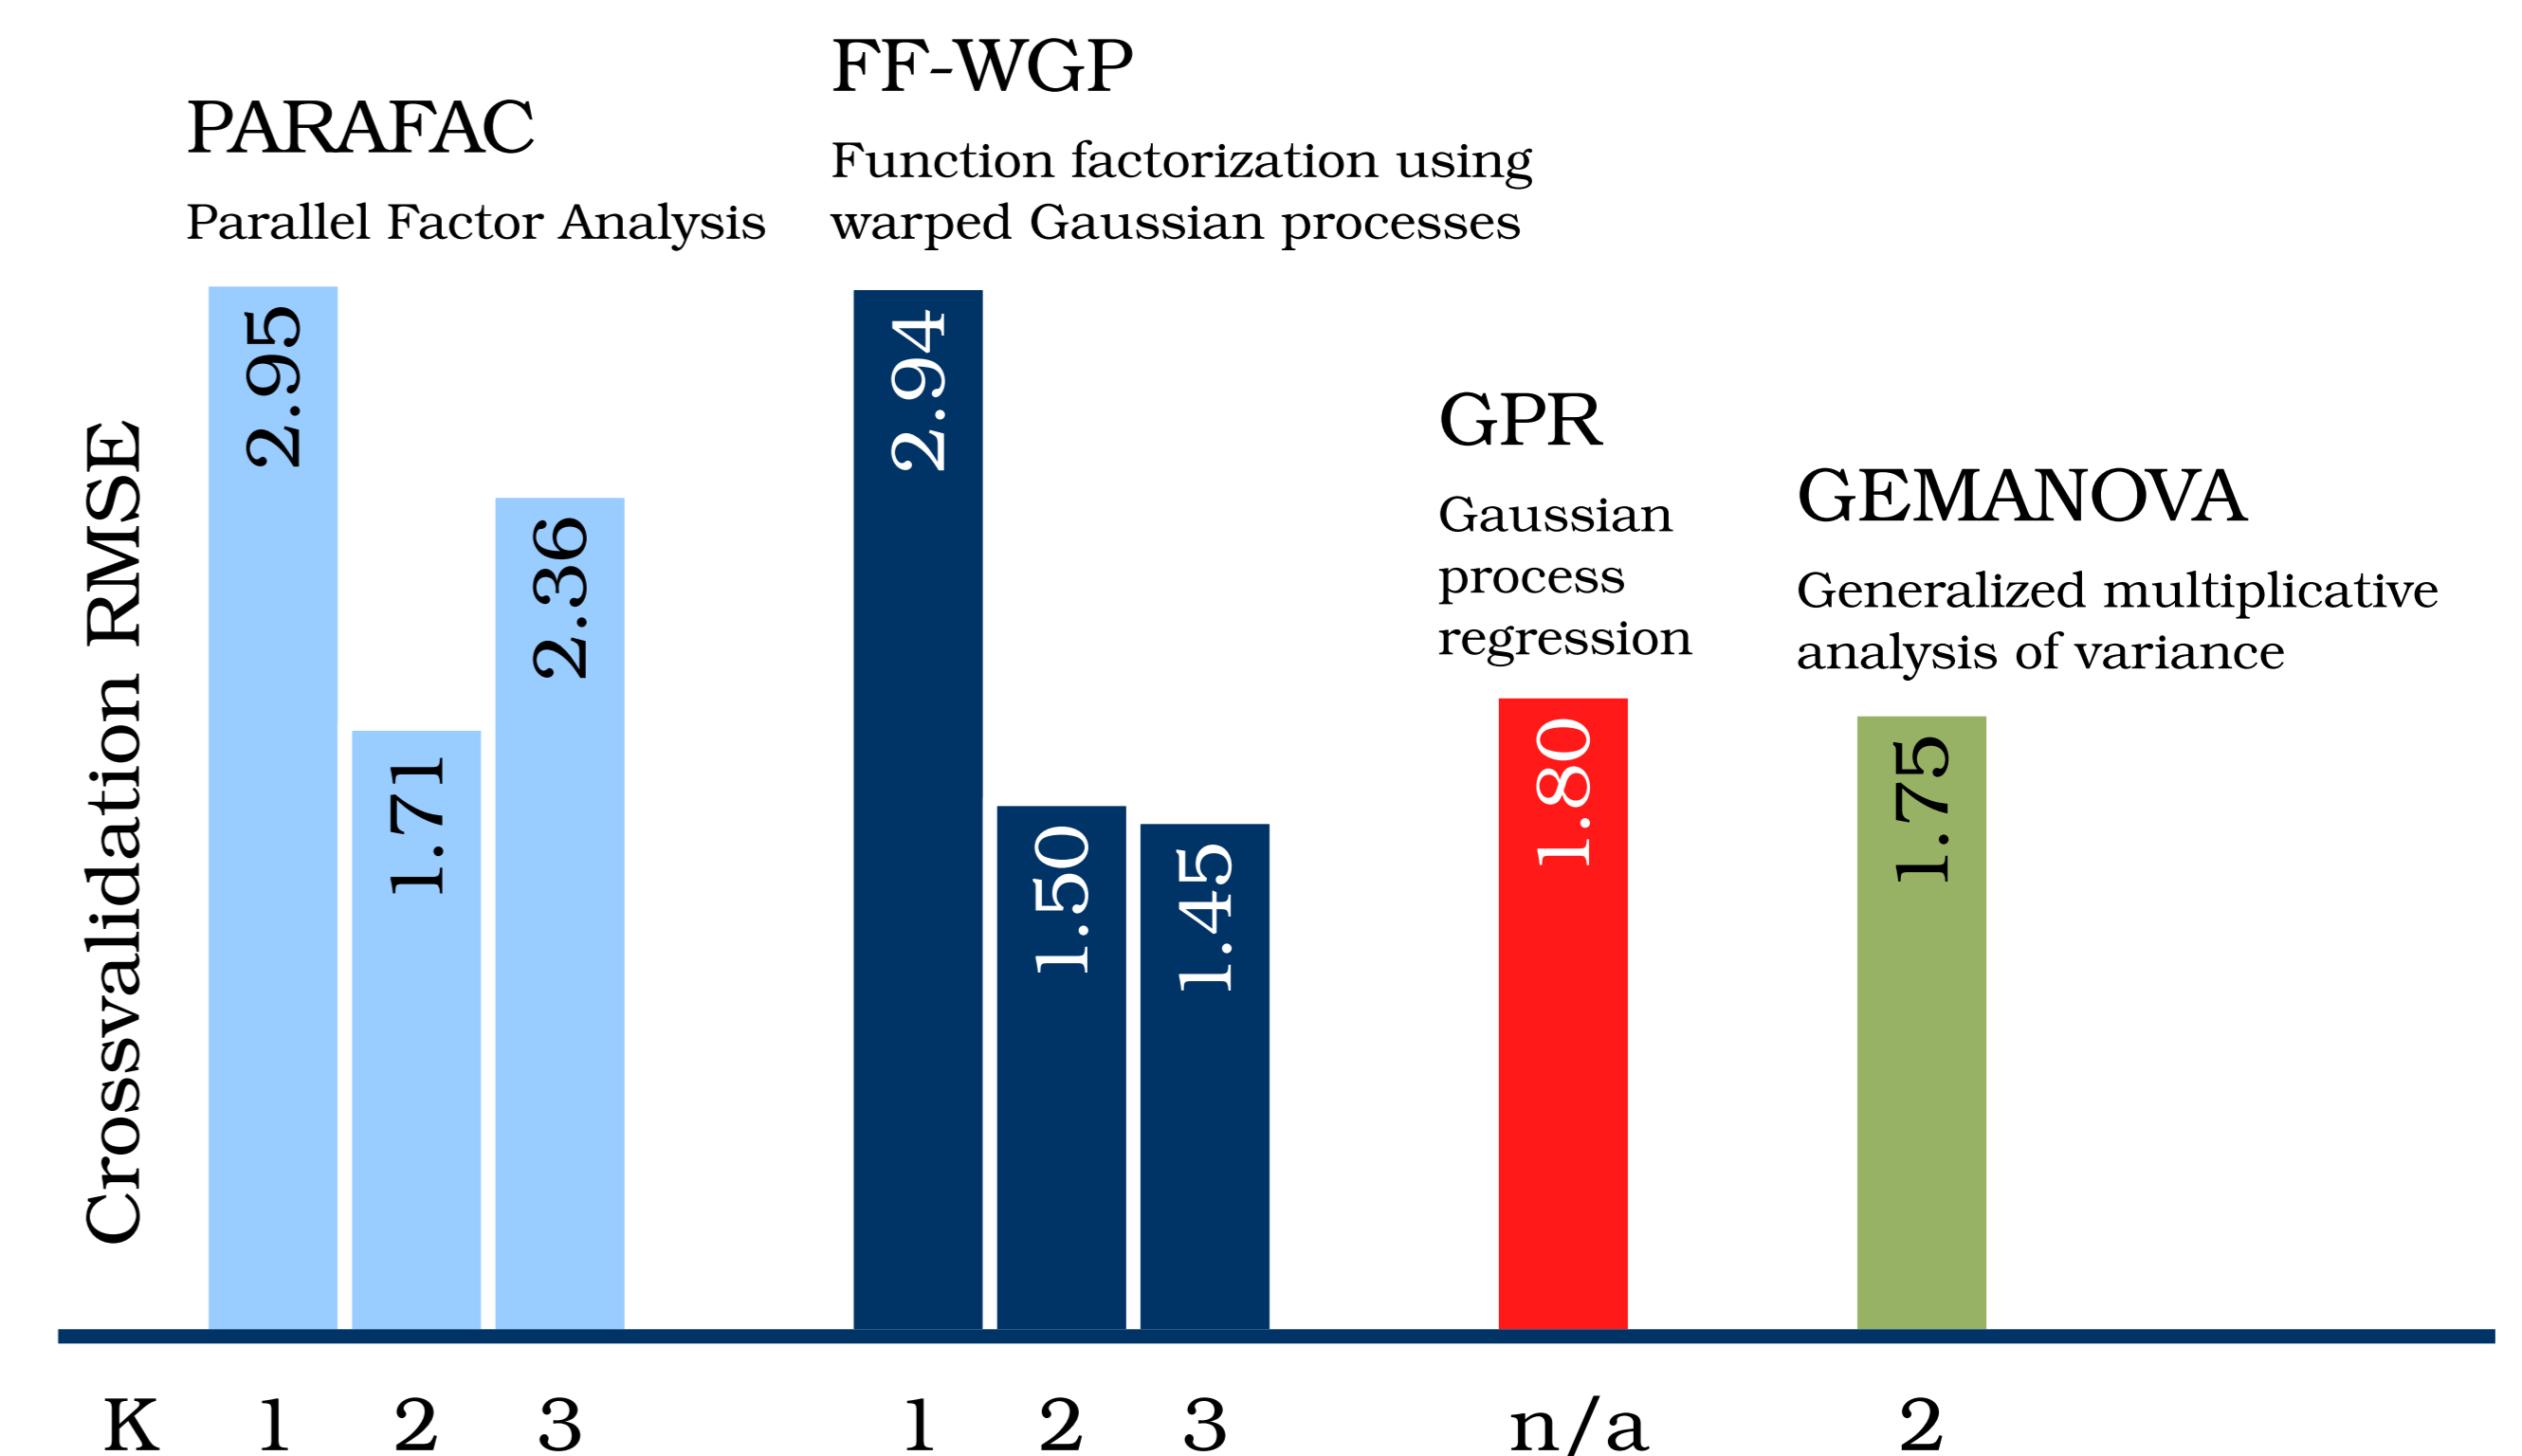 PARAFAC
Parallel Factor Analysis
FF-WGP
Function factorization using
warped Gaussian processes
GPR
Gaussian
process
regression
GEMANOVA
Generalized multiplicative
analysis of variance
Crossvalidation RMSE
2.95
1.71
2.36
2.94
1.50
1.45
1.80
1.75
K 1 2 3 1 2 3 n/a 2